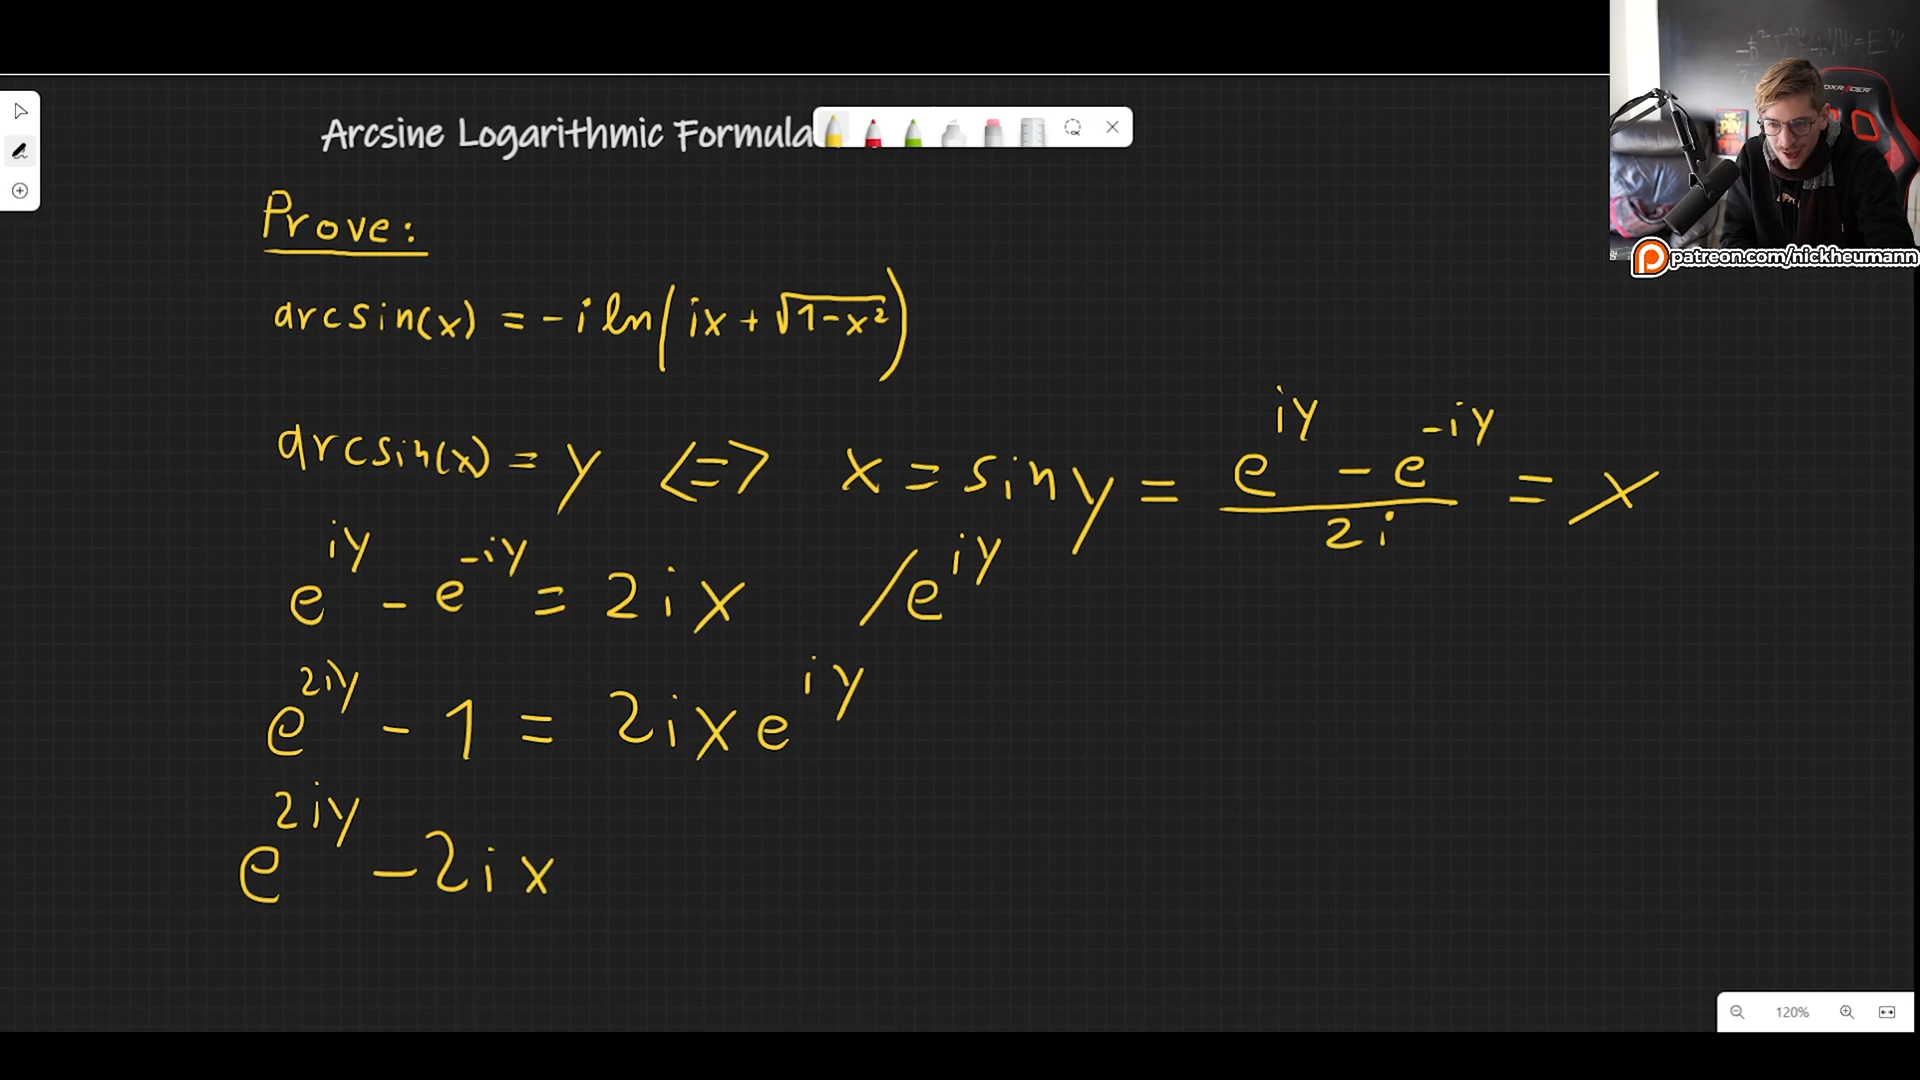 Arcsine Logarithmic Formula
Prove:
arcsin(x) = -i ln(ix + √1-x²)
arcsin(x) = y <=> x = sin y = (e^{iy} - e^{-iy})/2i = x
e^{iy} - e^{-iy} = 2ix /e^{iy}
e^{2iy} - 1 = 2ixe^{iy}
e^{2iy} - 2ix
patreon.com/nickheumann
120%